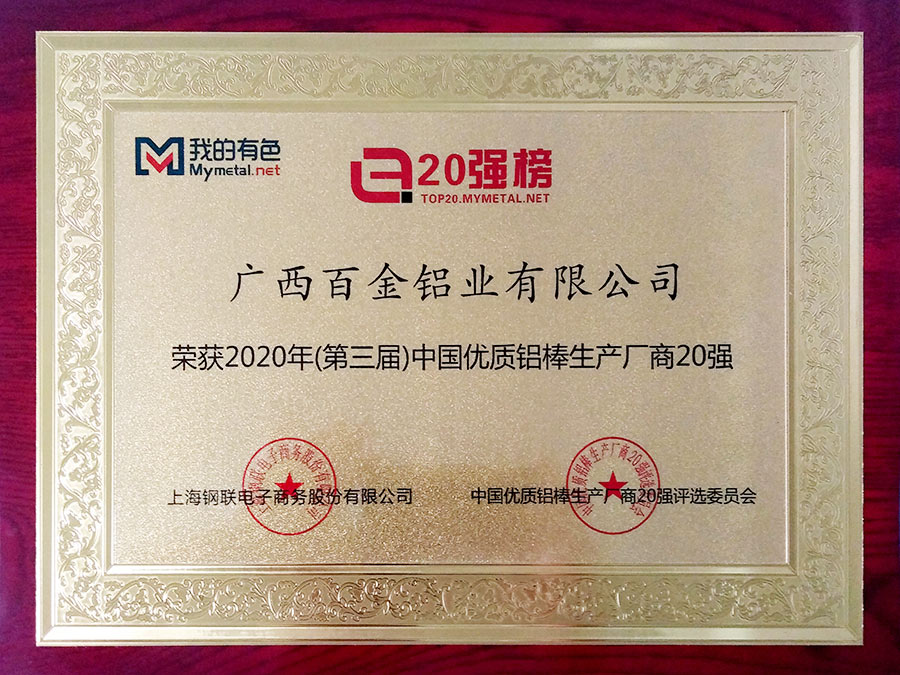 我的有色
Mymetal.net
20强榜
TOP20.MYMETAL.NET
广西百金铝业有限公司
荣获2020年(第三届)中国优质铝棒生产厂商20强
上海钢联电子商务股份有限公司
中国优质铝棒生产厂商20强评选委员会